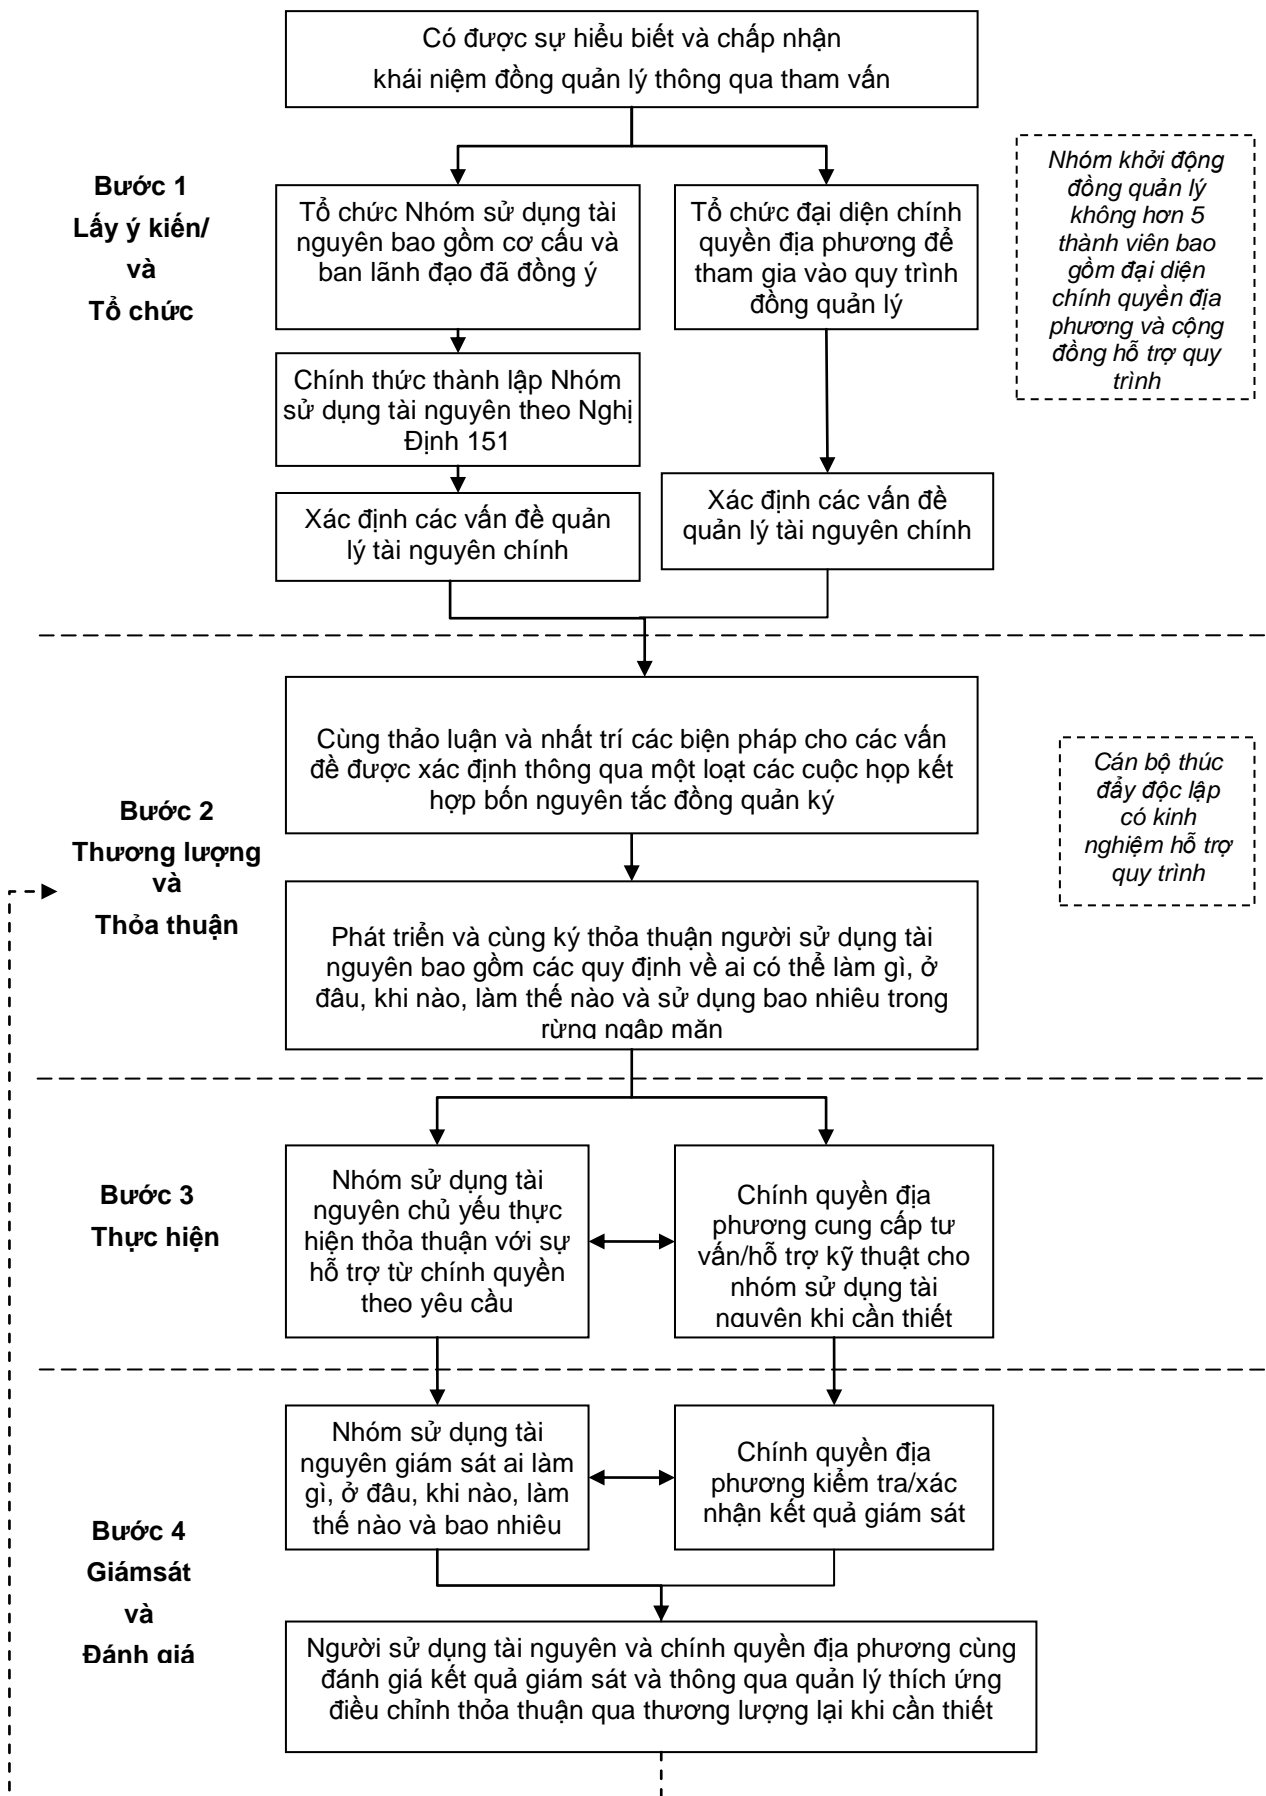 Có được sự hiểu biết và chấp nhận
khái niệm đồng quản lý thông qua tham vấn
Bước 1
Lấy ý kiến/
và
Tổ chức
Tổ chức Nhóm sử dụng tài
nguyên bao gồm cơ cấu và
ban lãnh đạo đã đồng ý
Tổ chức đại diện chính
quyền địa phương để
tham gia vào quy trình
đồng quản lý
Nhóm khởi động
đồng quản lý
không hơn 5
thành viên bao
gồm đại diện
chính quyền địa
phương và cộng
đồng hỗ trợ quy
trình
Chính thức thành lập Nhóm
sử dụng tài nguyên theo Nghị
Định 151
Xác định các vấn đề quản
lý tài nguyên chính
Xác định các vấn đề
quản lý tài nguyên chính
Bước 2
Thương lượng
và
Thỏa thuận
Cùng thảo luận và nhất trí các biện pháp cho các vấn
đề được xác định thông qua một loạt các cuộc họp kết
hợp bốn nguyên tắc đồng quản ký
Cán bộ thúc
đẩy độc lập
có kinh
nghiệm hỗ trợ
quy trình
Phát triển và cùng ký thỏa thuận người sử dụng tài
nguyên bao gồm các quy định về ai có thể làm gì, ở
đâu, khi nào, làm thế nào và sử dụng bao nhiêu trong
rừng ngập mặn
Bước 3
Thực hiện
Nhóm sử dụng tài
nguyên chủ yếu thực
hiện thỏa thuận với sự
hỗ trợ từ chính quyền
theo yêu cầu
Chính quyền địa
phương cung cấp tư
vấn/hỗ trợ kỹ thuật cho
nhóm sử dụng tài
nguyên khi cần thiết
Bước 4
Giámsát
và
Đánh giá
Nhóm sử dụng tài
nguyên giám sát ai làm
gì, ở đâu, khi nào, làm
thế nào và bao nhiêu
Chính quyền địa
phương kiểm tra/xác
nhận kết quả giám sát
Người sử dụng tài nguyên và chính quyền địa phương cùng
đánh giá kết quả giám sát và thông qua quản lý thích ứng
điều chỉnh thỏa thuận qua thương lượng lại khi cần thiết